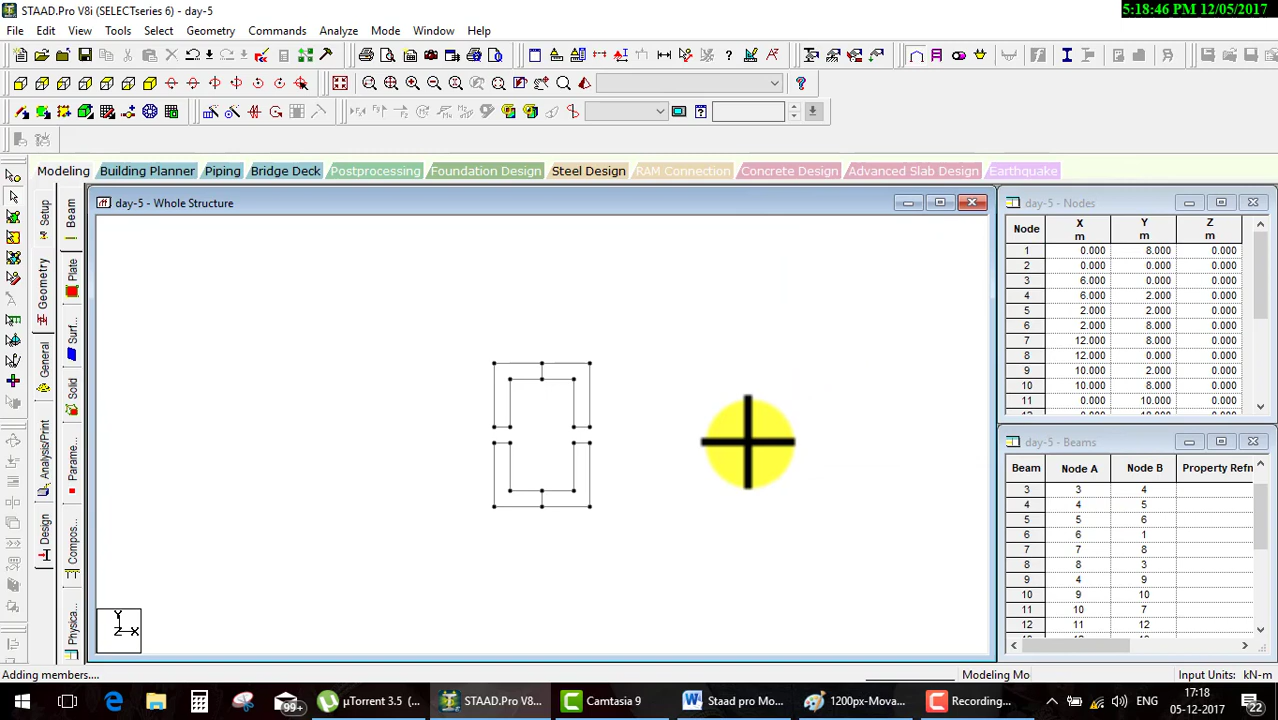 STAAD.Pro V8i (SELECTseries 6) - day-5
5:18:46 PM 12/05/2017
File Edit View Tools Select Geometry Commands Analyze Mode Window Help
Modeling Building Planner Piping Bridge Deck Postprocessing Foundation Design Steel Design RAM Connection Concrete Design Advanced Slab Design Earthquake
Setup
Geometry
General
Analysis/Print
Design
Beam
Plate
Surf...
Solid
Parame...
Compos...
Physica...
day-5 - Whole Structure
Y
Z X
day-5 - Nodes
Node X m Y m Z m
1 0.000 8.000 0.000
2 0.000 0.000 0.000
3 6.000 0.000 0.000
4 6.000 2.000 0.000
5 2.000 2.000 0.000
6 2.000 8.000 0.000
7 12.000 8.000 0.000
8 12.000 0.000 0.000
9 10.000 2.000 0.000
10 10.000 8.000 0.000
11 0.000 10.000 0.000
day-5 - Beams
Beam Node A Node B Property Refn
3 3 4
4 4 5
5 5 6
6 6 1
7 7 8
8 8 3
9 4 9
10 9 10
11 10 7
12 11 12
Adding members....
Modeling Mo
Input Units: kN-m
99+
µTorrent 3.5 (...
STAAD.Pro V8...
Camtasia 9
Staad pro Mo...
1200px-Mova...
Recording...
ENG
17:18
05-12-2017
22